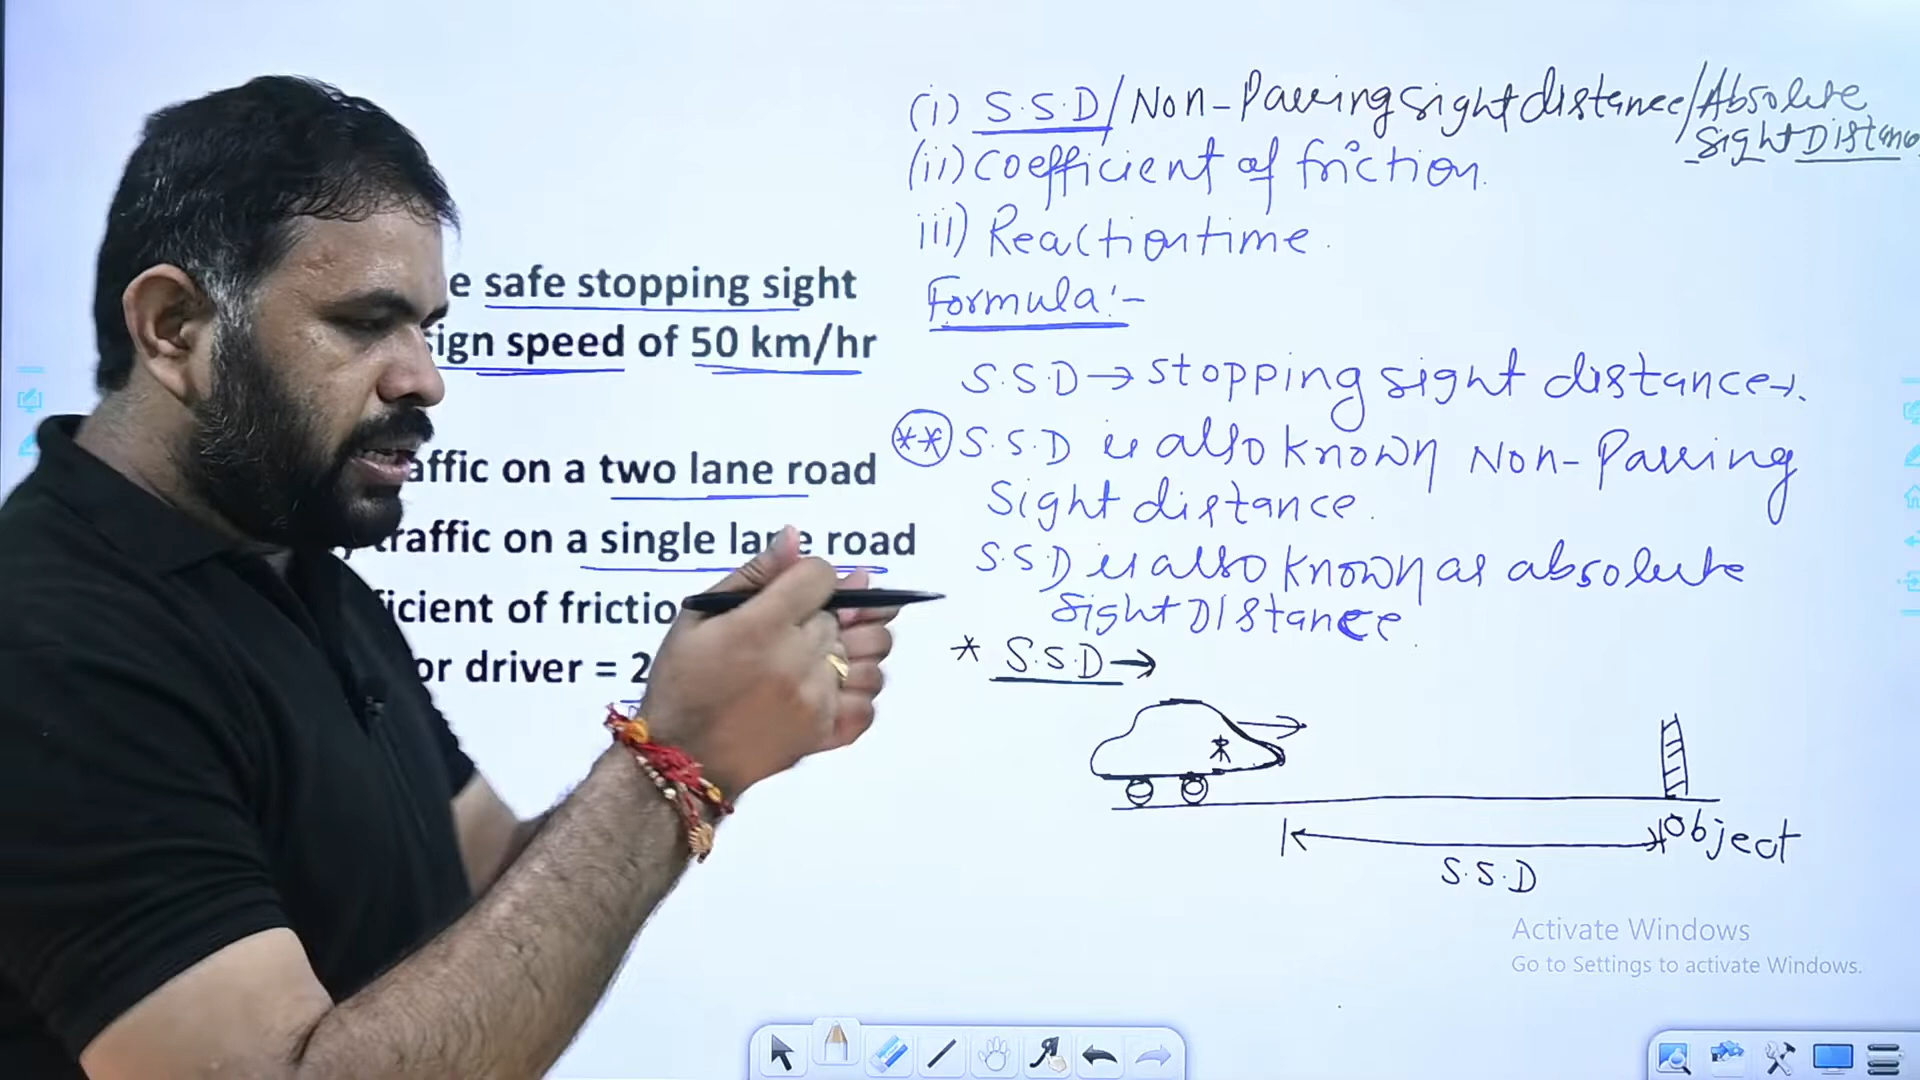 e safe stopping sight
ign speed of 50 km/hr
affic on a two lane road
traffic on a single lane road
icient of frictio
or driver = 2
(i) S.S.D/Non-Passing sight distance/Absolute
Sight Distanc
(ii) Coefficient of friction.
iii) Reaction time.
Formula:-
S.S.D → stopping sight distance →.
** S.S.D is also known Non-Passing
Sight distance.
S.S.D is also known as absolute
Sight Distance.
* S.S.D →
Object
S.S.D
Activate Windows
Go to Settings to activate Windows.